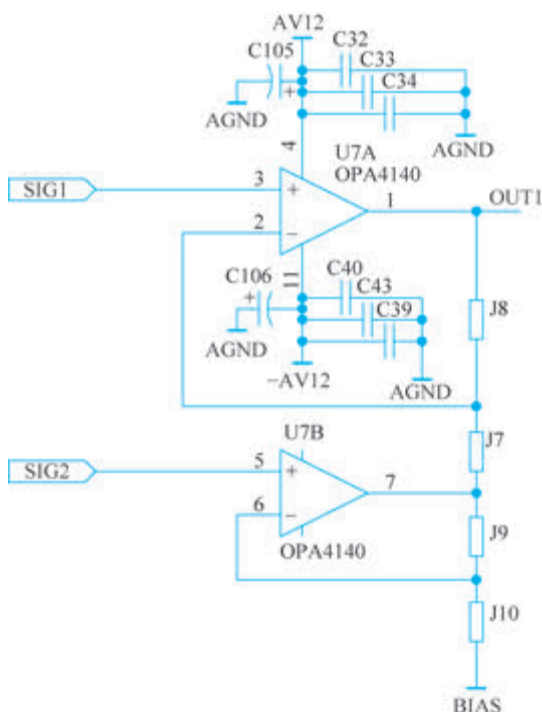 AV12
C105
C32
C33
C34
+
AGND
AGND
4
U7A
OPA4140
SIG1
3
+
1
OUT1
2
−
C106
+
11
C40
C43
C39
J8
AGND
−AV12
AGND
U7B
J7
SIG2
5
+
7
6
−
J9
OPA4140
J10
BIAS